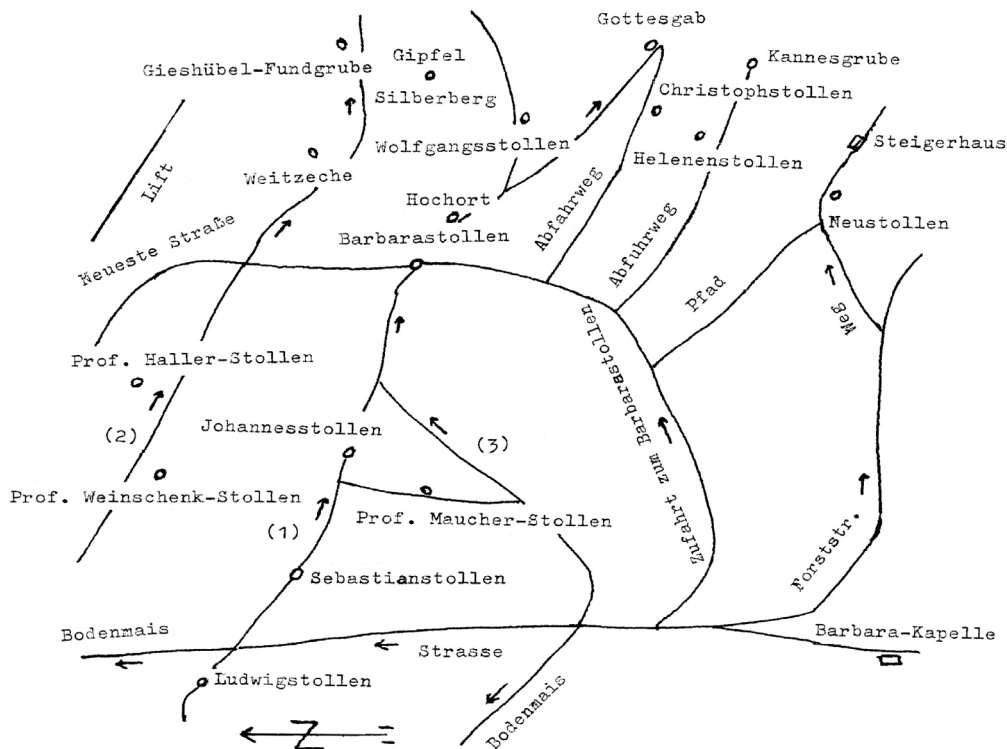 Gottesgab
Gieshübel-Fundgrube
Gipfel
Silberberg
Kannesgrube
Christophstollen
Wolfgangsstollen
Helenenstollen
Steigerhaus
Weitzeche
Lift
Hochort
Neustollen
Neueste Straße
Barbarastollen
Abfahrweg
Abfuhrweg
Pfad
Weg
Prof. Haller-Stollen
(2)
Johannesstollen
(3)
Zufahrt zum Barbarastollen
Prof. Weinschenk-Stollen
(1)
Prof. Maucher-Stollen
Forststr.
Sebastianstollen
Bodenmais
Strasse
Barbara-Kapelle
Ludwigstollen
Bodenmais
N